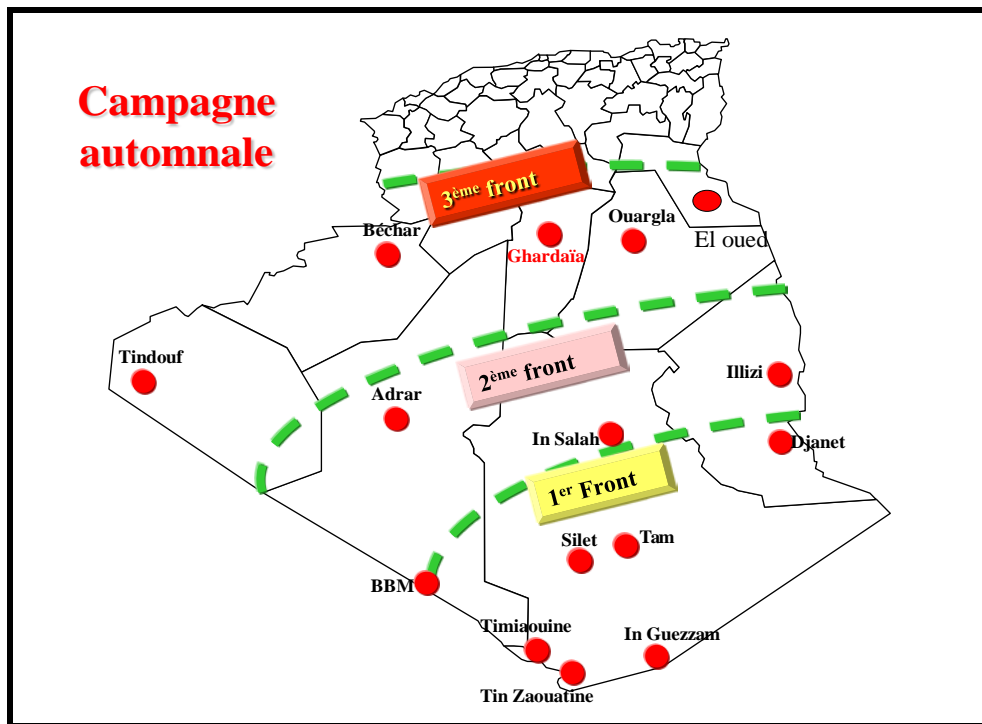 Campagne
automnale
3ème front
Ouargla
Béchar
El oued
Ghardaïa
2ème front
Tindouf
Illizi
Adrar
In Salah
Djanet
1er Front
Silet
Tam
BBM
Timiaouine
In Guezzam
Tin Zaouatine